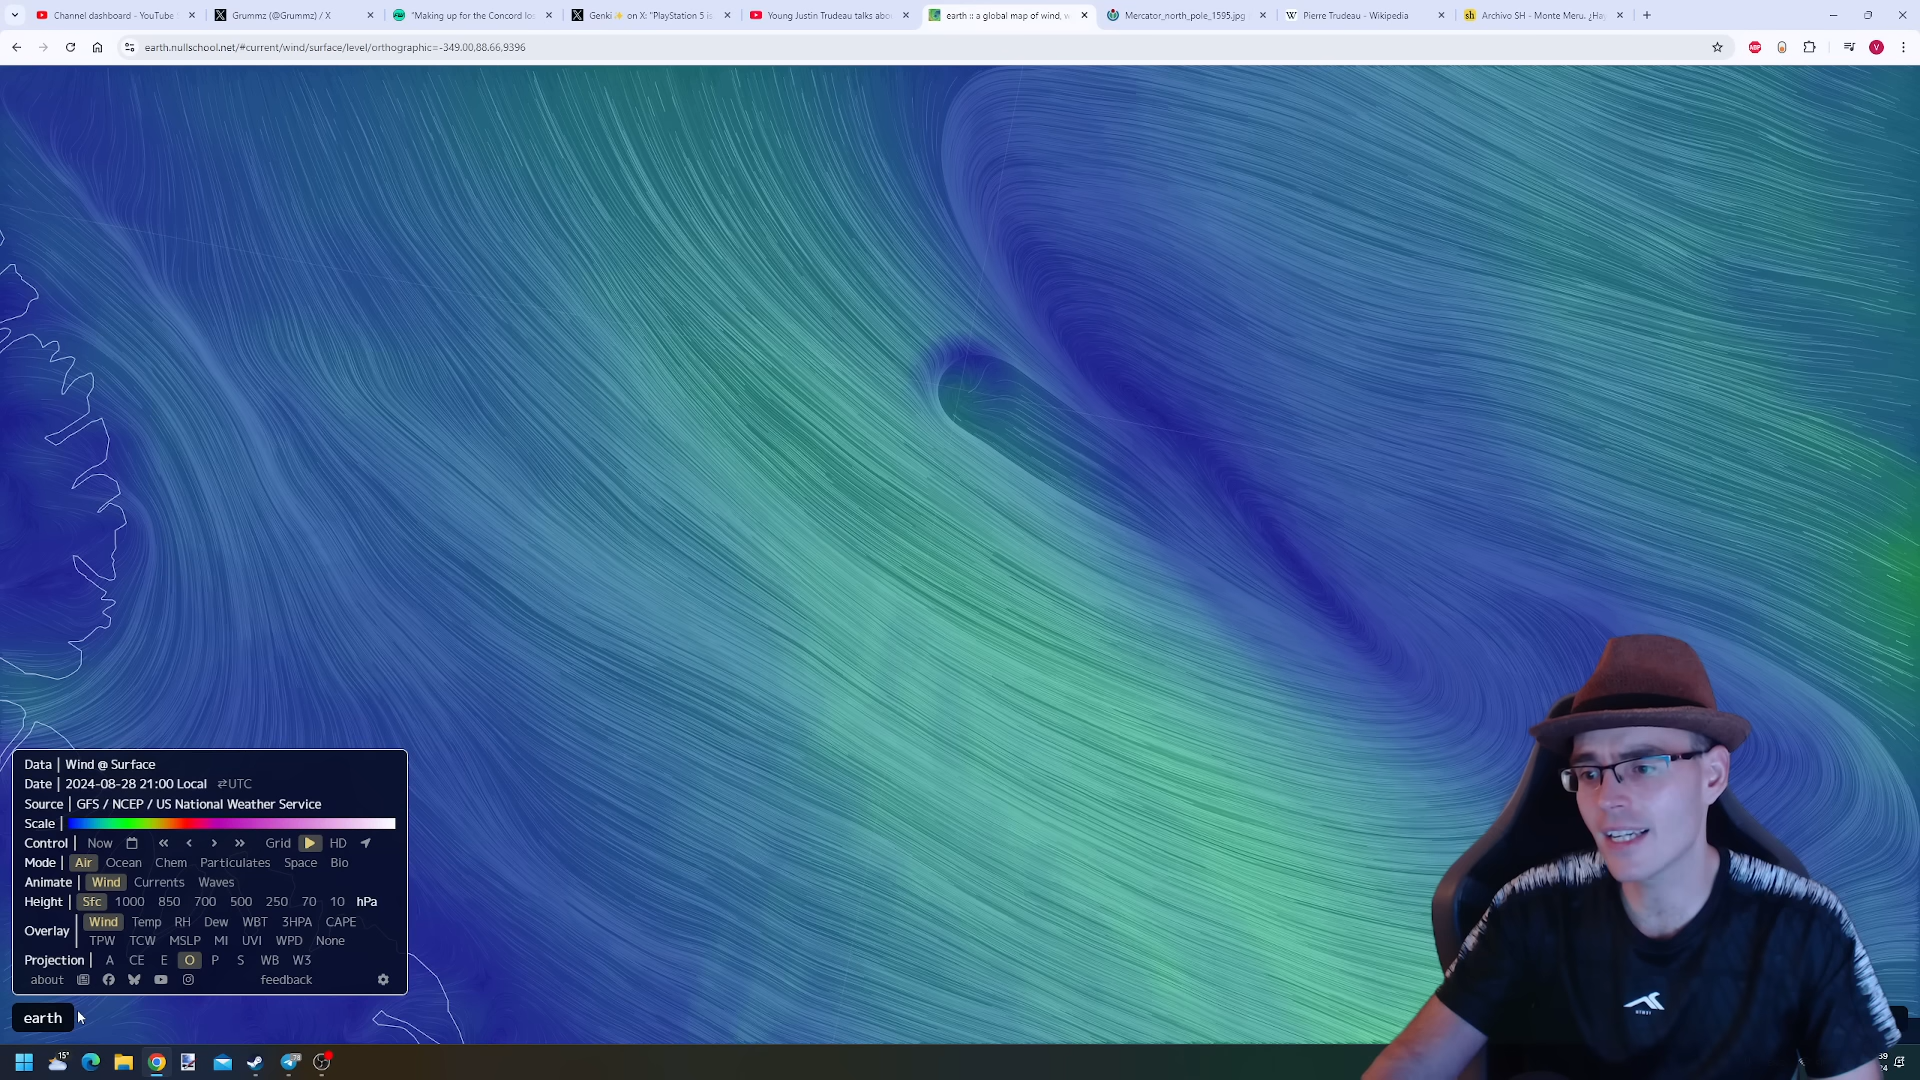 Channel dashboard - YouTube
Grummz (@Grummz) / X
"Making up for the Concord los
Genki✨ on X: "PlayStation 5 is
Young Justin Trudeau talks abo
earth :: a global map of wind, w
Mercator_north_pole_1595.jpg
Pierre Trudeau - Wikipedia
Archivo SH - Monte Meru. ¿Ha
earth.nullschool.net/#current/wind/surface/level/orthographic=-349.00,88.66,9396
ABP
V
Data | Wind @ Surface
Date | 2024-08-28 21:00 Local ⇄UTC
Source | GFS / NCEP / US National Weather Service
Scale |
Control | Now « ‹ › » Grid HD
Mode | Air Ocean Chem Particulates Space Bio
Animate | Wind Currents Waves
Height | Sfc 1000 850 700 500 250 70 10 hPa
Overlay | Wind Temp RH Dew WBT 3HPA CAPE
TPW TCW MSLP MI UVI WPD None
Projection | A CE E O P S WB W3
about feedback
earth
15°
78